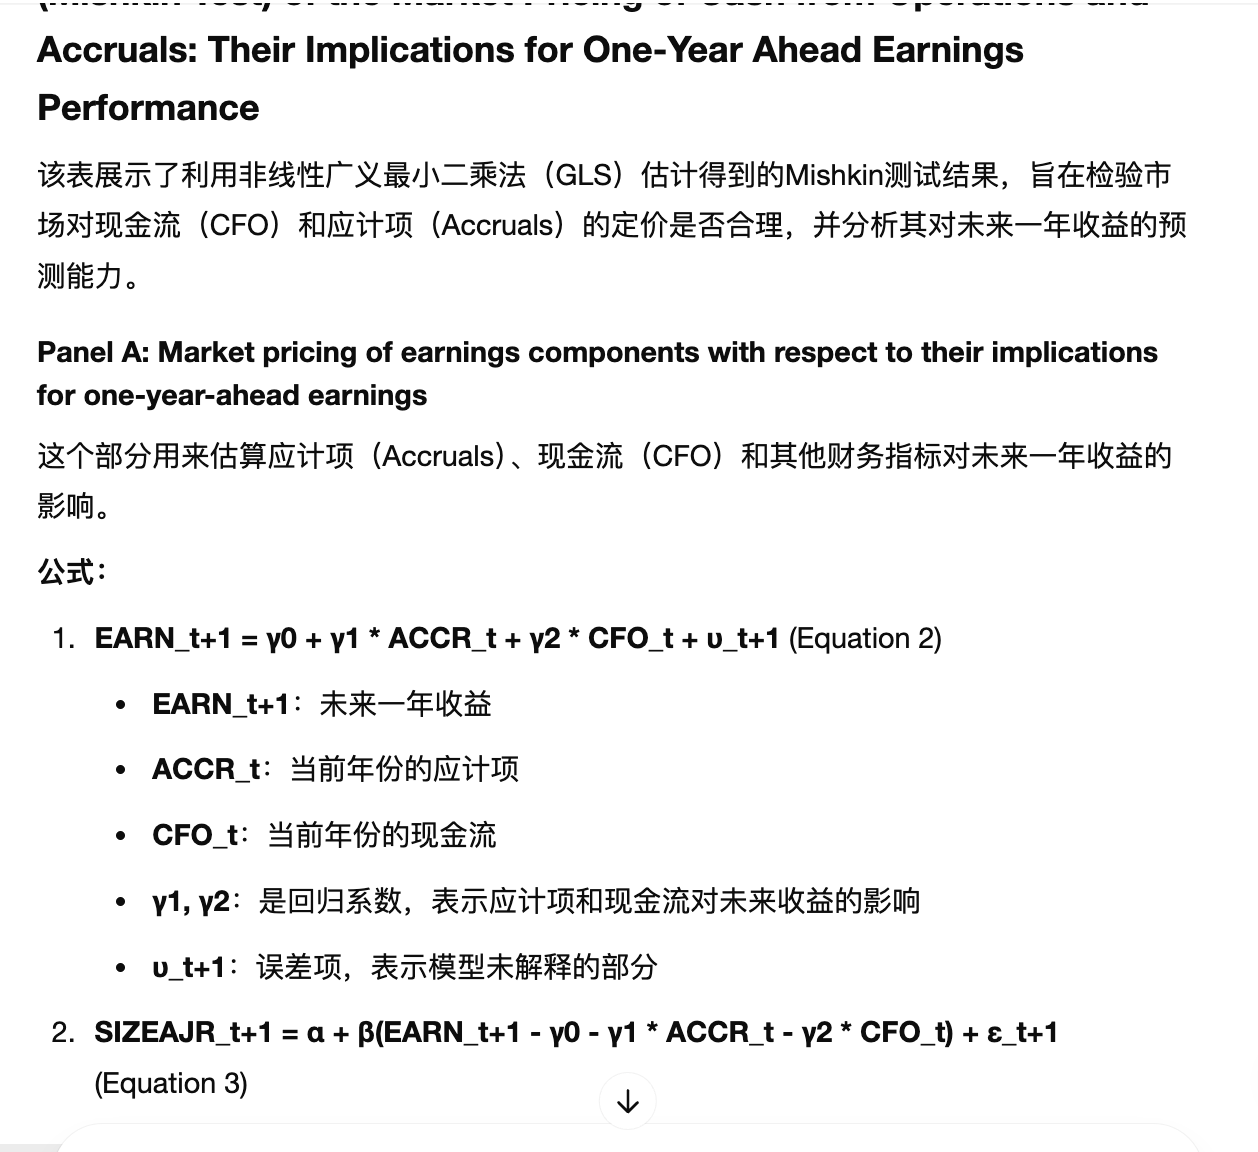 Accruals: Their Implications for One-Year Ahead Earnings
Performance
该表展示了利用非线性广义最小二乘法（GLS）估计得到的Mishkin测试结果，旨在检验市
场对现金流（CFO）和应计项（Accruals）的定价是否合理，并分析其对未来一年收益的预
测能力。
Panel A: Market pricing of earnings components with respect to their implications
for one-year-ahead earnings
这个部分用来估算应计项（Accruals）、现金流（CFO）和其他财务指标对未来一年收益的
影响。
公式：
1. EARN_t+1 = γ0 + γ1 * ACCR_t + γ2 * CFO_t + υ_t+1 (Equation 2)
• EARN_t+1：未来一年收益
• ACCR_t：当前年份的应计项
• CFO_t：当前年份的现金流
• γ1, γ2：是回归系数，表示应计项和现金流对未来收益的影响
• υ_t+1：误差项，表示模型未解释的部分
2. SIZEAJR_t+1 = α + β(EARN_t+1 - γ0 - γ1 * ACCR_t - γ2 * CFO_t) + ε_t+1
(Equation 3)